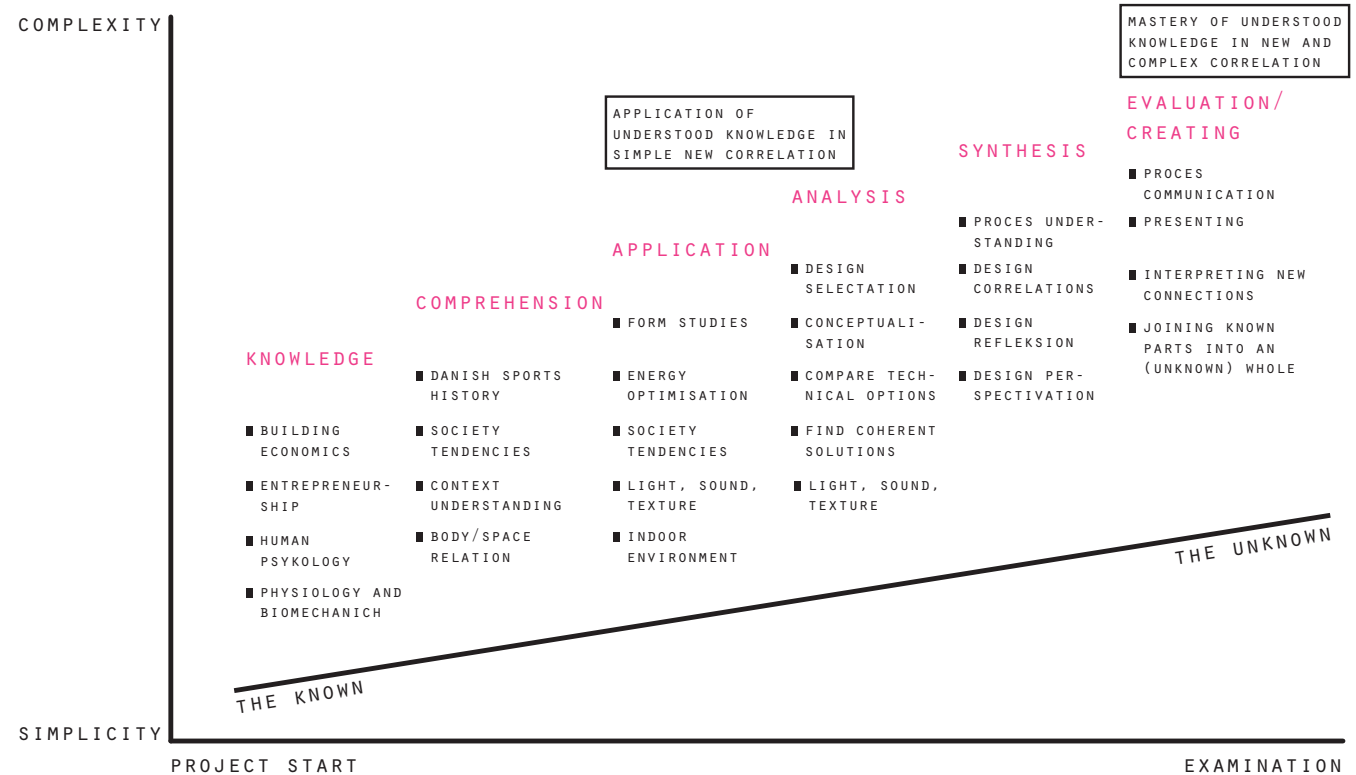 COMPLEXITY
MASTERY OF UNDERSTOOD
KNOWLEDGE IN NEW AND
COMPLEX CORRELATION
APPLICATION OF
UNDERSTOOD KNOWLEDGE IN
SIMPLE NEW CORRELATION
KNOWLEDGE
BUILDING
ECONOMICS
ENTREPRENEUR-
SHIP
HUMAN
PSYKOLOGY
PHYSIOLOGY AND
BIOMECHANICH
COMPREHENSION
DANISH SPORTS
HISTORY
SOCIETY
TENDENCIES
CONTEXT
UNDERSTANDING
BODY/SPACE
RELATION
APPLICATION
FORM STUDIES
ENERGY
OPTIMISATION
SOCIETY
TENDENCIES
LIGHT, SOUND,
TEXTURE
INDOOR
ENVIRONMENT
ANALYSIS
DESIGN
SELECTATION
CONCEPTUALI-
SATION
COMPARE TECH-
NICAL OPTIONS
FIND COHERENT
SOLUTIONS
LIGHT, SOUND,
TEXTURE
SYNTHESIS
PROCES UNDER-
STANDING
DESIGN
CORRELATIONS
DESIGN
REFLEKSION
DESIGN PER-
SPECTIVATION
EVALUATION/
CREATING
PROCES
COMMUNICATION
PRESENTING
INTERPRETING NEW
CONNECTIONS
JOINING KNOWN
PARTS INTO AN
(UNKNOWN) WHOLE
THE KNOWN
THE UNKNOWN
SIMPLICITY
PROJECT START
EXAMINATION